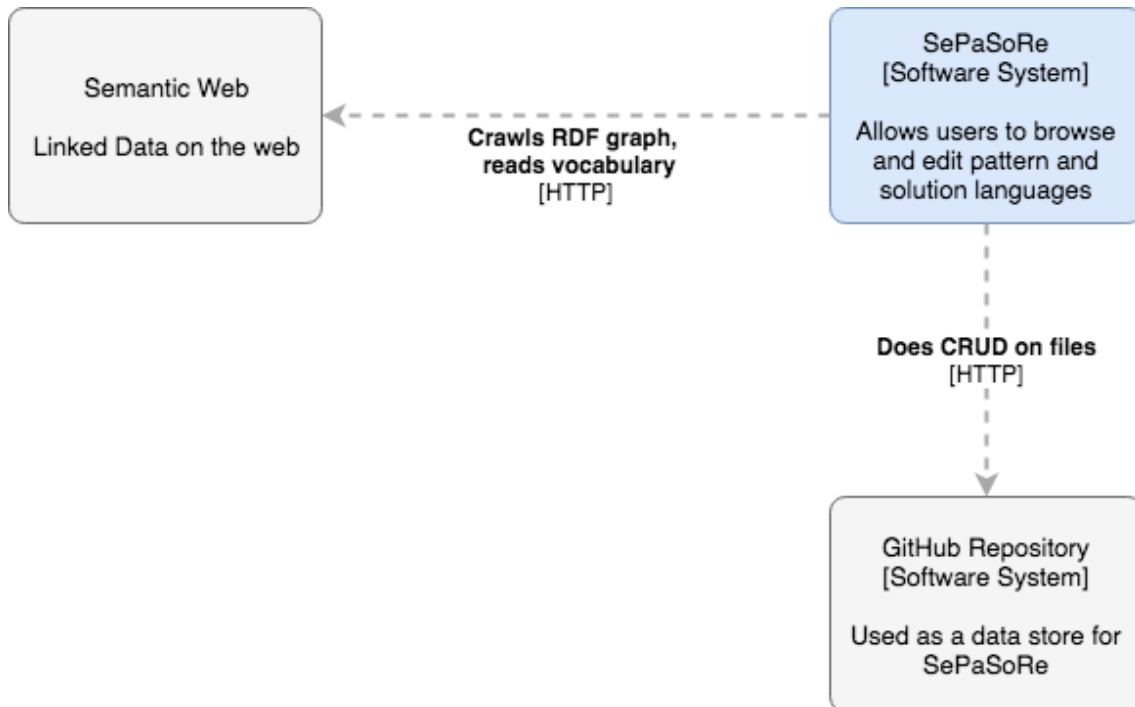 Semantic Web
Linked Data on the web
Crawls RDF graph,
reads vocabulary
[HTTP]
SePaSoRe
[Software System]
Allows users to browse
and edit pattern and
solution languages
Does CRUD on files
[HTTP]
GitHub Repository
[Software System]
Used as a data store for
SePaSoRe